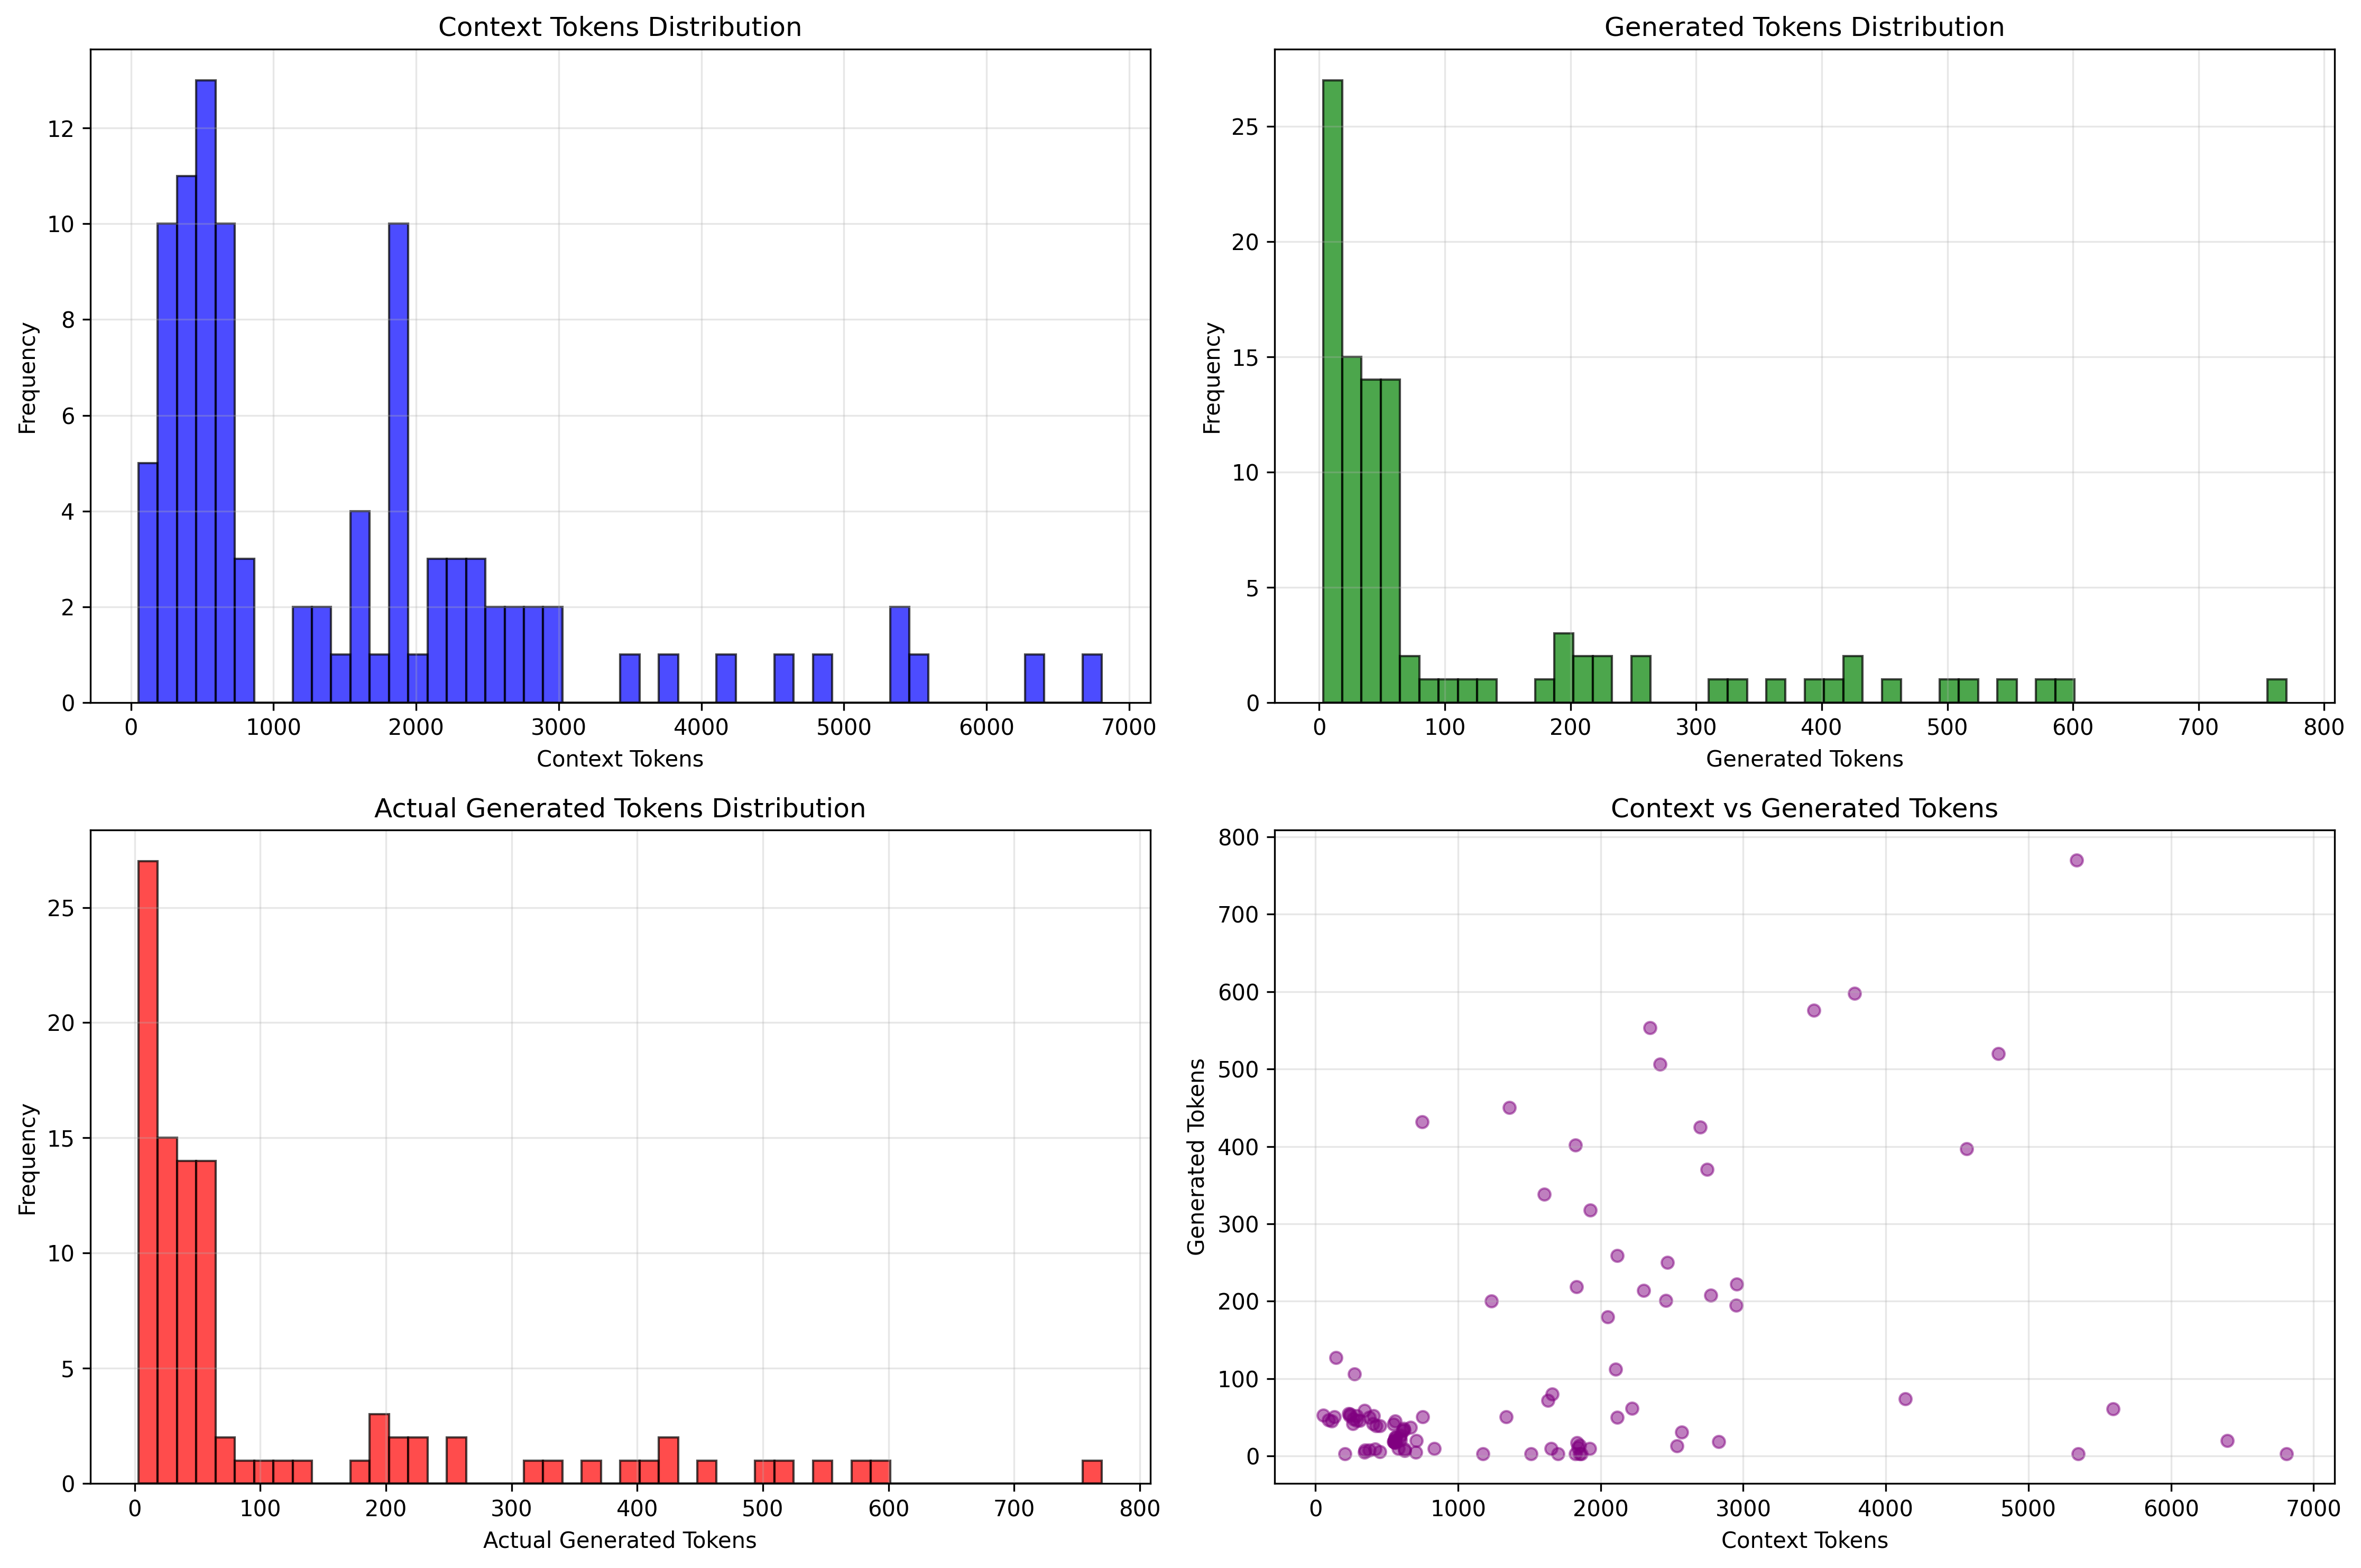 Context Tokens Distribution
Frequency
12
10
8
6
4
2
0
0 1000 2000 3000 4000 5000 6000 7000
Context Tokens
Generated Tokens Distribution
Frequency
25
20
15
10
5
0
0 100 200 300 400 500 600 700 800
Generated Tokens
Actual Generated Tokens Distribution
Frequency
25
20
15
10
5
0
0 100 200 300 400 500 600 700 800
Actual Generated Tokens
Context vs Generated Tokens
Generated Tokens
800
700
600
500
400
300
200
100
0
0 1000 2000 3000 4000 5000 6000 7000
Context Tokens